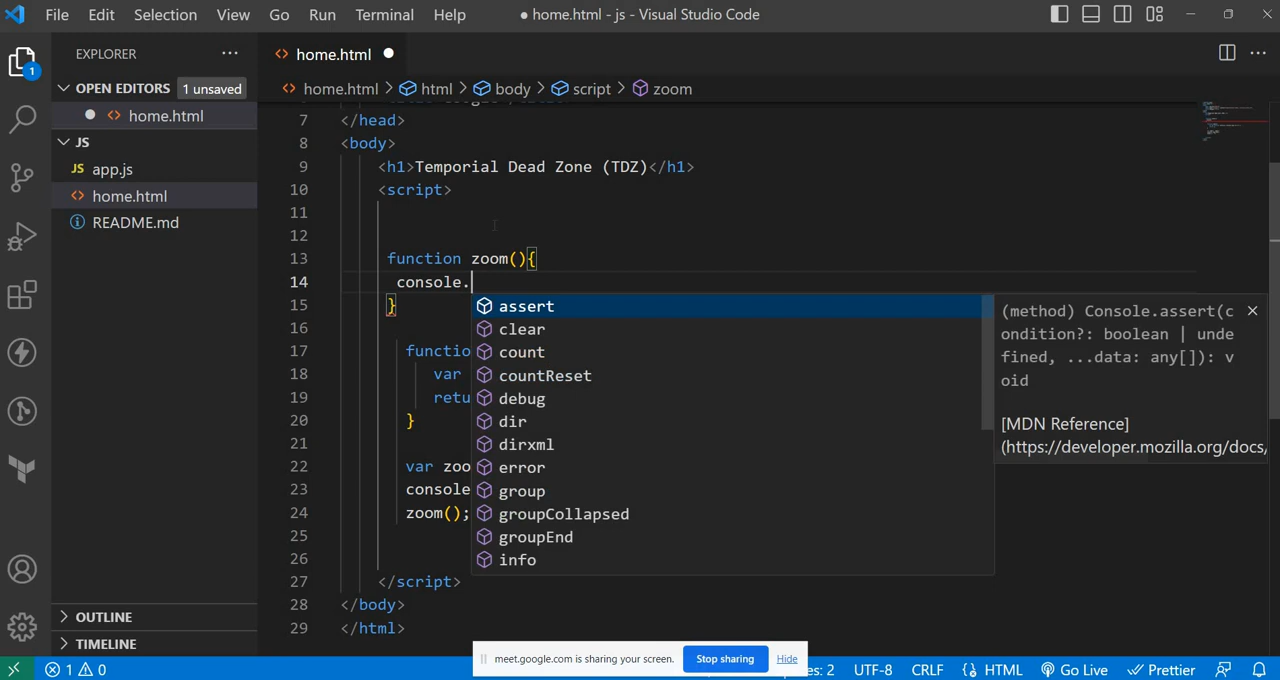 File Edit Selection View Go Run Terminal Help ● home.html - js - Visual Studio Code
EXPLORER ···
OPEN EDITORS 1 unsaved
home.html
JS
JS app.js
home.html
README.md
OUTLINE
TIMELINE
1
home.html
home.html > html > body > script > zoom
7 </head>
8 <body>
9 <h1>Temporial Dead Zone (TDZ)</h1>
10 <script>
11
12
13 function zoom(){
14 console.
15 }
16
17 functio
18 var
19 retu
20 }
21
22 var zoo
23 console
24 zoom();
25
26
27 </script>
28 </body>
29 </html>
assert
clear
count
countReset
debug
dir
dirxml
error
group
groupCollapsed
groupEnd
info
(method) Console.assert(c
ondition?: boolean | unde
fined, ...data: any[]): v
oid
[MDN Reference]
(https://developer.mozilla.org/docs/
meet.google.com is sharing your screen. Stop sharing Hide
1 0 es: 2 UTF-8 CRLF {} HTML Go Live Prettier